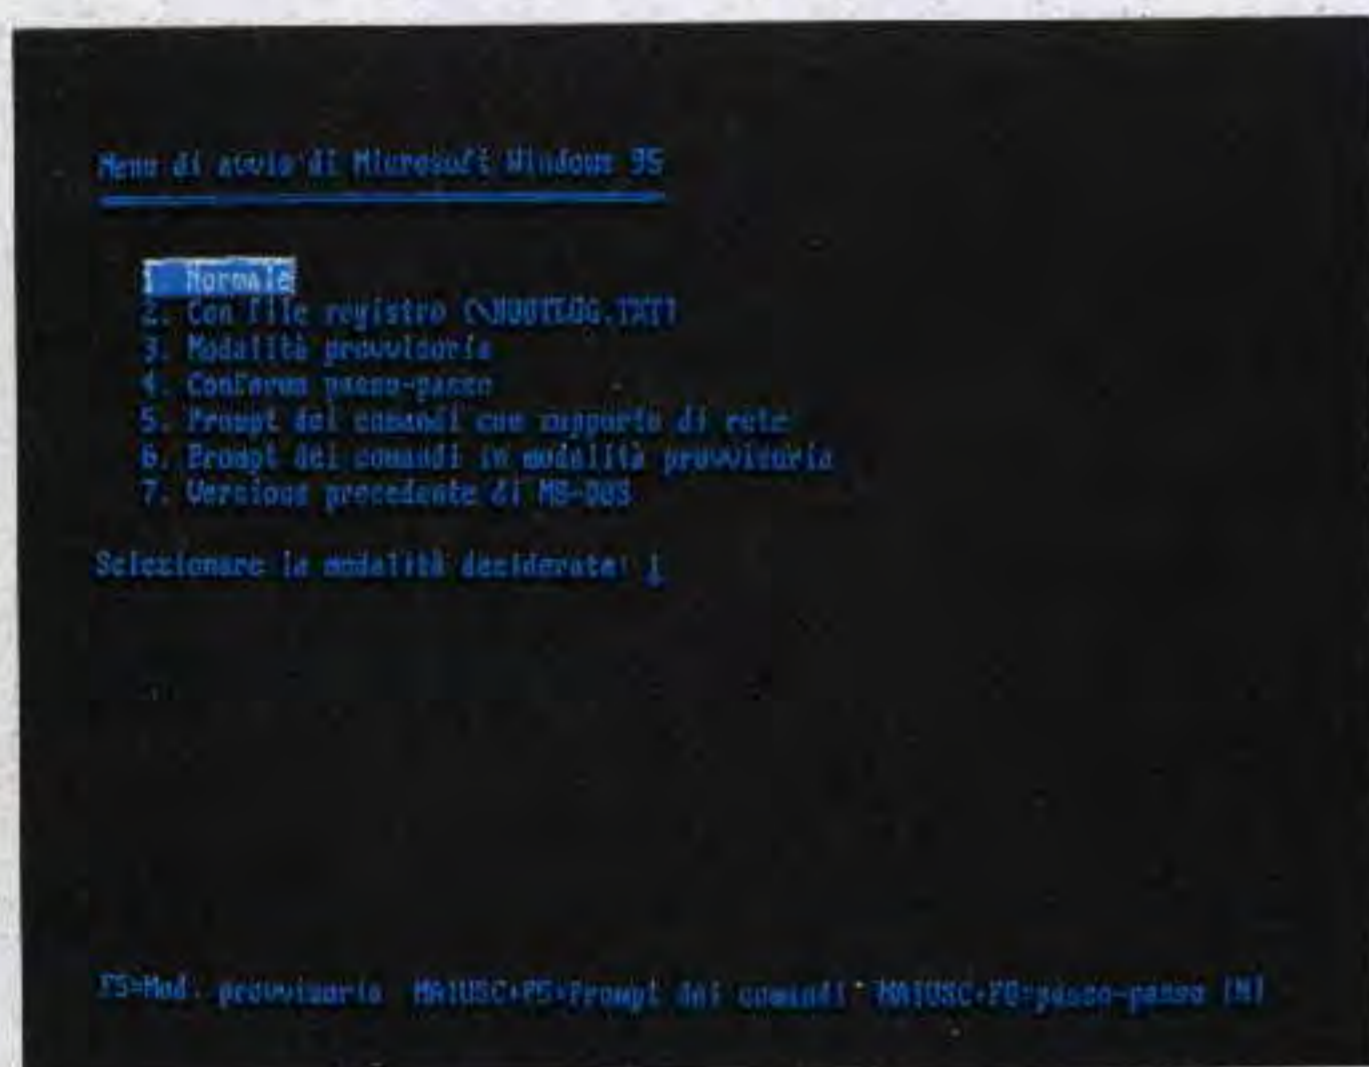 Menu di avvio di Microsoft Windows 95
1. Normale
2. Con file registro (\BOOTLOG.TXT)
3. Modalità provvisoria
4. Conferma passo-passo
5. Prompt dei comandi con supporto di rete
6. Prompt dei comandi in modalità provvisoria
7. Versione precedente di MS-DOS
Selezionare la modalità desiderata: 1
F5=Mod. provvisoria MAIUSC+F5=Prompt dei comandi MAIUSC+F8=passo-passo [N]